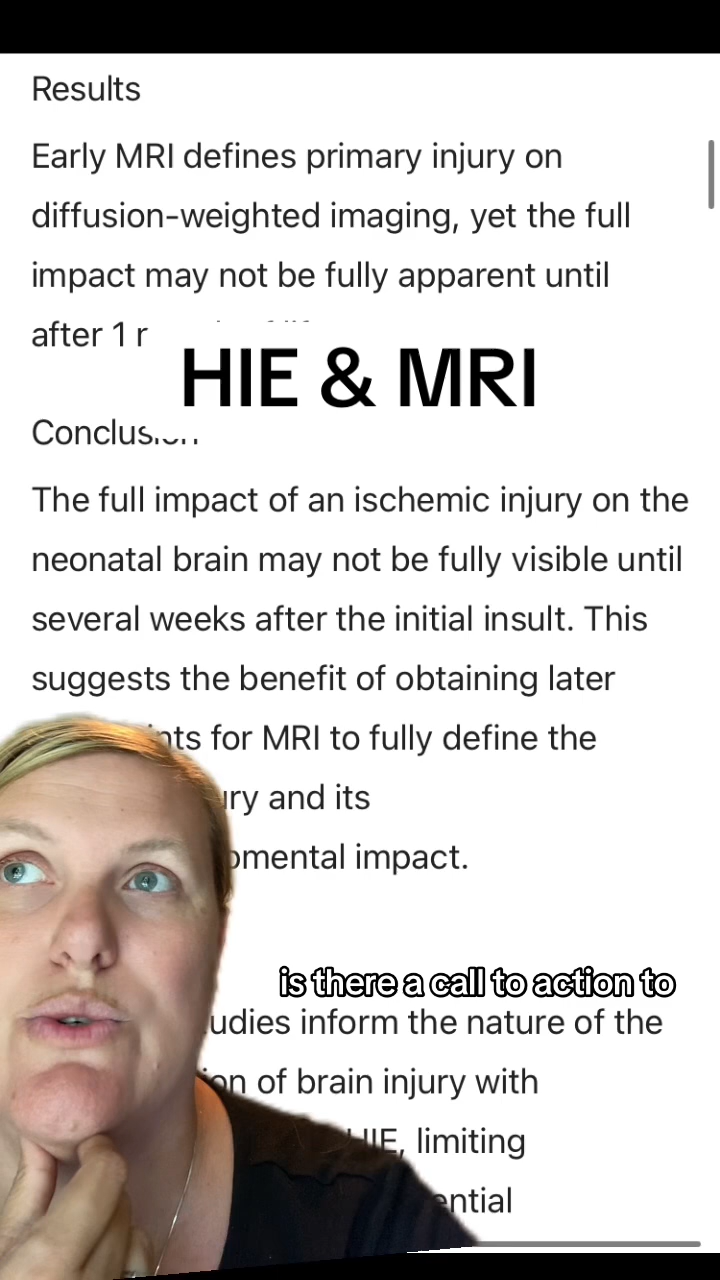 Results
Early MRI defines primary injury on
diffusion-weighted imaging, yet the full
impact may not be fully apparent until
after 1
HIE & MRI
Conclusion
The full impact of an ischemic injury on the
neonatal brain may not be fully visible until
several weeks after the initial insult. This
suggests the benefit of obtaining later
for MRI to fully define the
and its
impact.
is there a call to action to
inform the nature of the
of brain injury with
HIE, limiting